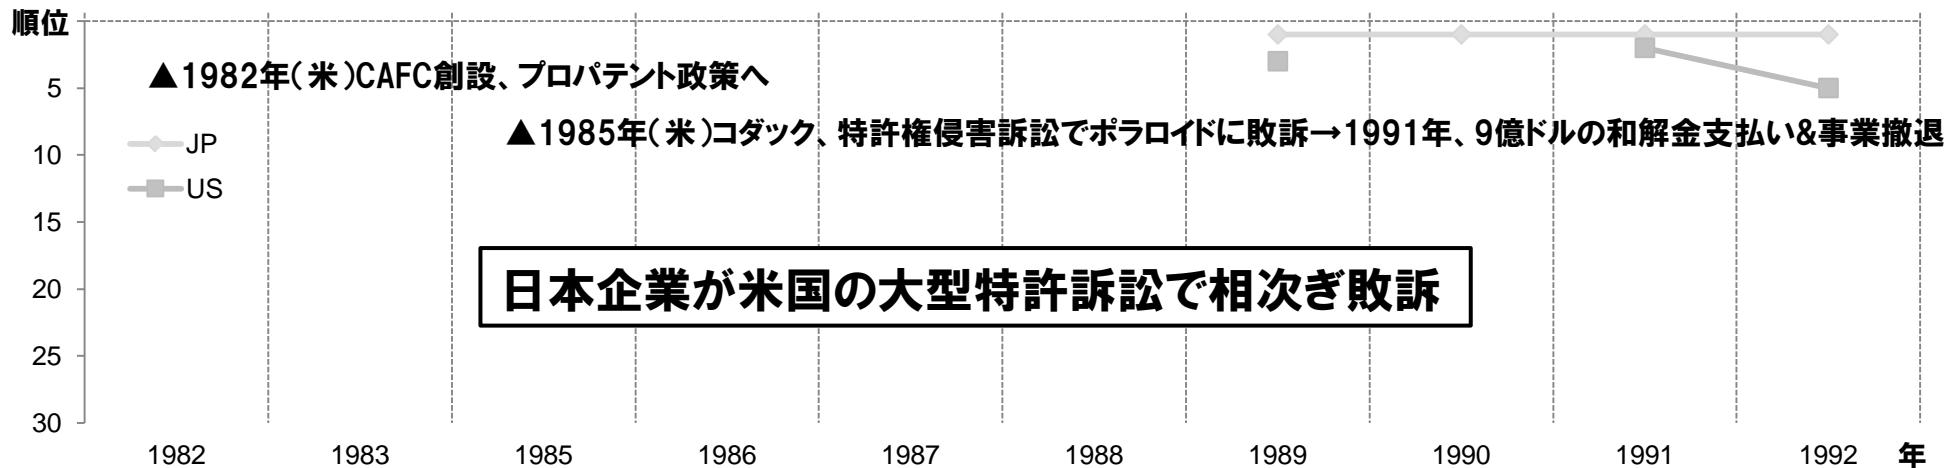 順位
▲1982年(米)CAFC創設、プロパテント政策へ
5
▲1985年(米)コダック、特許権侵害訴訟でポラロイドに敗訴→1991年、9億ドルの和解金支払い&事業撤退
JP
10
US
15
日本企業が米国の大型特許訴訟で相次ぎ敗訴
20
25
30
1982 1983 1985 1986 1987 1988 1989 1990 1991 1992 年